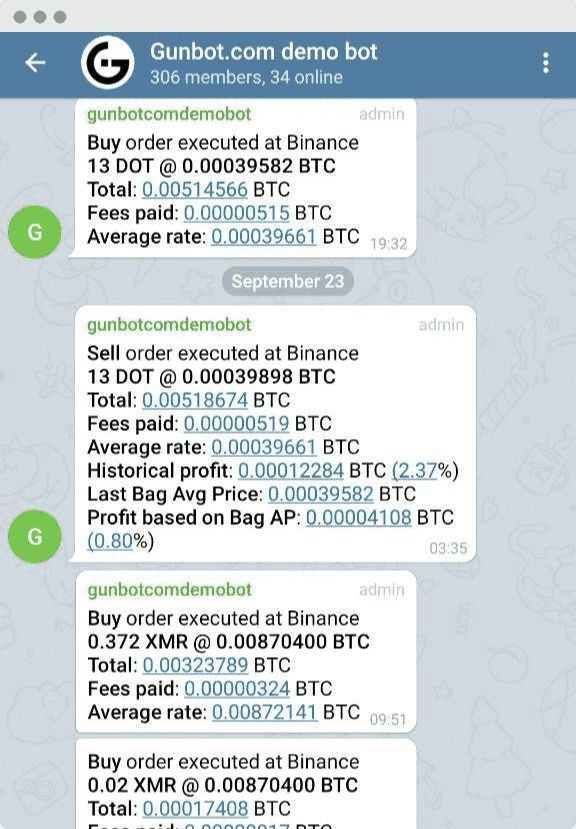 Gunbot.com demo bot
306 members, 34 online
gunbotcomdemobot admin
Buy order executed at Binance
13 DOT @ 0.00039582 BTC
Total: 0.00514566 BTC
Fees paid: 0.00000515 BTC
Average rate: 0.00039661 BTC 19:32
G
September 23
gunbotcomdemobot admin
Sell order executed at Binance
13 DOT @ 0.00039898 BTC
Total: 0.00518674 BTC
Fees paid: 0.00000519 BTC
Average rate: 0.00039661 BTC
Historical profit: 0.00012284 BTC (2.37%)
Last Bag Avg Price: 0.00039582 BTC
Profit based on Bag AP: 0.00004108 BTC
(0.80%) 03:35
G
gunbotcomdemobot admin
Buy order executed at Binance
0.372 XMR @ 0.00870400 BTC
Total: 0.00323789 BTC
Fees paid: 0.00000324 BTC
Average rate: 0.00872141 BTC 09:51
Buy order executed at Binance
0.02 XMR @ 0.00870400 BTC
Total: 0.00017408 BTC